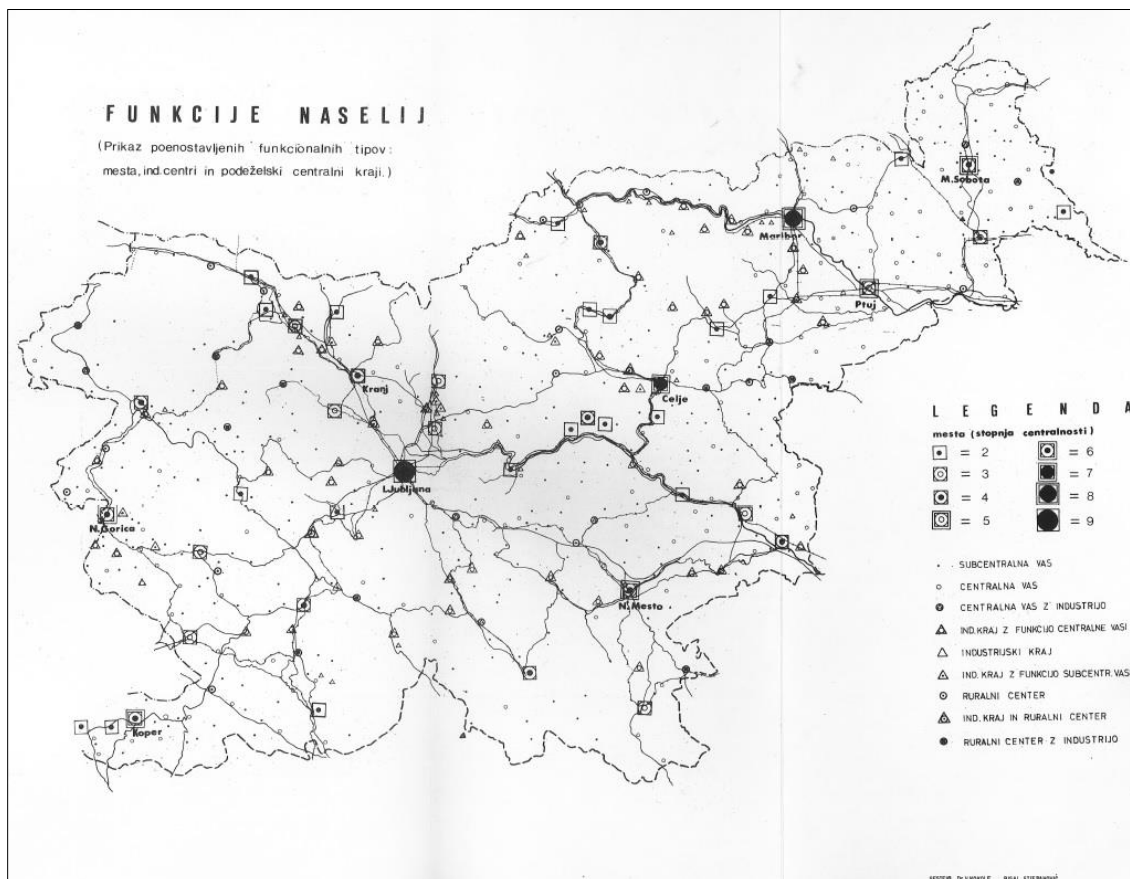 FUNKCIJE NASELIJ
(Prikaz poenostavljenih funkcionalnih tipov:
mesta, ind. centri in podeželski centralni kraji.)
M. Sobota
Maribor
Ptuj
Kranj
Celje
LJubljana
N. Gorica
N. Mesto
Koper
LEGENDA
mesta (stopnja centralnosti)
= 2
= 3
= 4
= 5
= 6
= 7
= 8
= 9
SUBCENTRALNA VAS
CENTRALNA VAS
CENTRALNA VAS Z INDUSTRIJO
IND. KRAJ Z FUNKCIJO CENTRALNE VASI
INDUSTRIJSKI KRAJ
IND. KRAJ Z FUNKCIJO SUBCENTR. VASI
RURALNI CENTER
IND. KRAJ IN RURALNI CENTER
RURALNI CENTER Z INDUSTRIJO